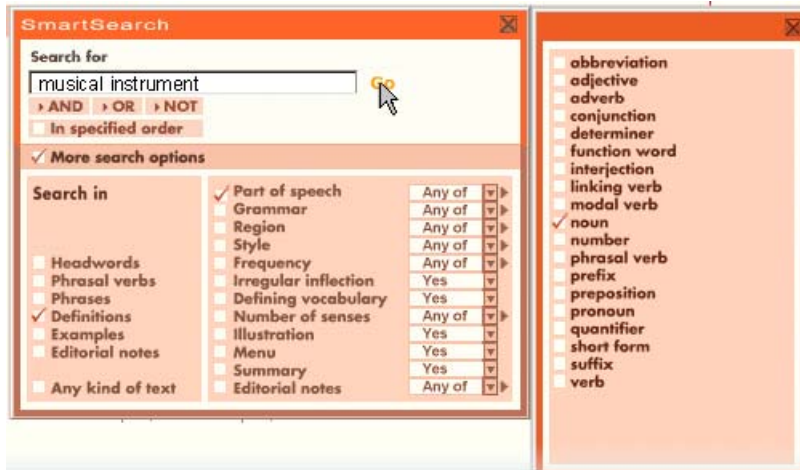 SmartSearch
Search for
musical instrument
Go
AND OR NOT
In specified order
More search options
Search in
Headwords
Phrasal verbs
Phrases
Definitions
Examples
Editorial notes
Any kind of text
Part of speech Any of
Grammar Any of
Region Any of
Style Any of
Frequency Any of
Irregular inflection Yes
Defining vocabulary Yes
Number of senses Any of
Illustration Yes
Menu Yes
Summary Yes
Editorial notes Any of
abbreviation
adjective
adverb
conjunction
determiner
function word
interjection
linking verb
modal verb
noun
number
phrasal verb
prefix
preposition
pronoun
quantifier
short form
suffix
verb